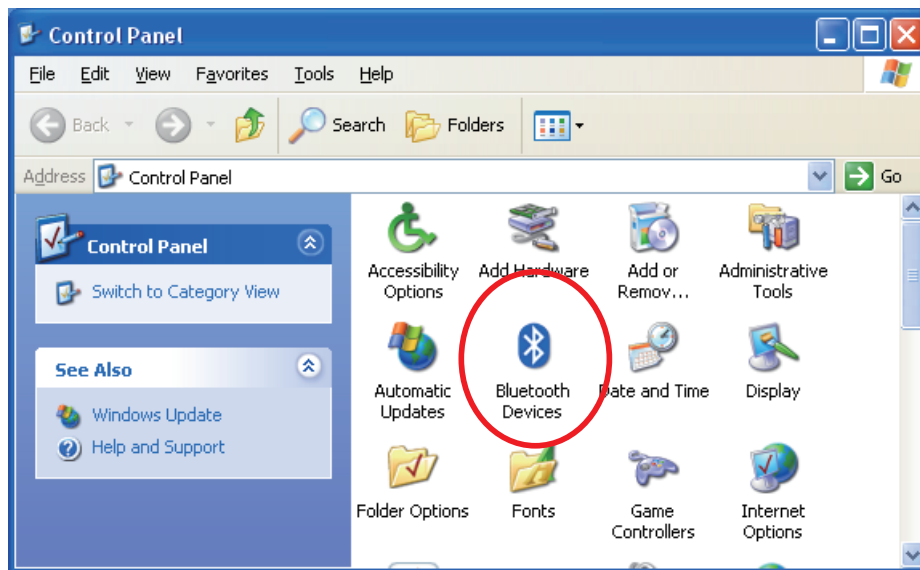 Control Panel
File Edit View Favorites Tools Help
Back Search Folders
Address Control Panel Go
Control Panel
Switch to Category View
See Also
Windows Update
Help and Support
Accessibility Options
Add Hardware
Add or Remov...
Administrative Tools
Automatic Updates
Bluetooth Devices
Date and Time
Display
Folder Options
Fonts
Game Controllers
Internet Options